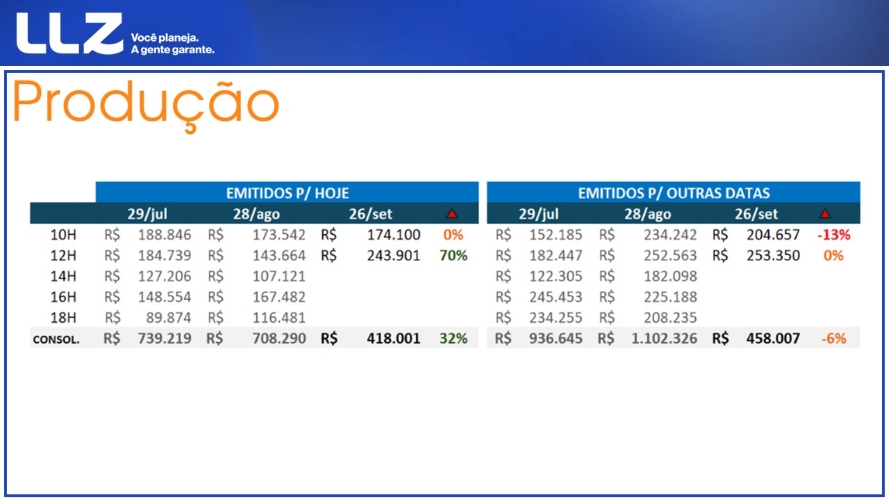 LLZ Você planeja.
A gente garante.
Produção
EMITIDOS P/ HOJE EMITIDOS P/ OUTRAS DATAS
29/jul 28/ago 26/set 29/jul 28/ago 26/set
10H R$ 188.846 R$ 173.542 R$ 174.100 0% R$ 152.185 R$ 234.242 R$ 204.657 -13%
12H R$ 184.739 R$ 143.664 R$ 243.901 70% R$ 182.447 R$ 252.563 R$ 253.350 0%
14H R$ 127.206 R$ 107.121 R$ 122.305 R$ 182.098
16H R$ 148.554 R$ 167.482 R$ 245.453 R$ 225.188
18H R$ 89.874 R$ 116.481 R$ 234.255 R$ 208.235
CONSOL. R$ 739.219 R$ 708.290 R$ 418.001 32% R$ 936.645 R$ 1.102.326 R$ 458.007 -6%